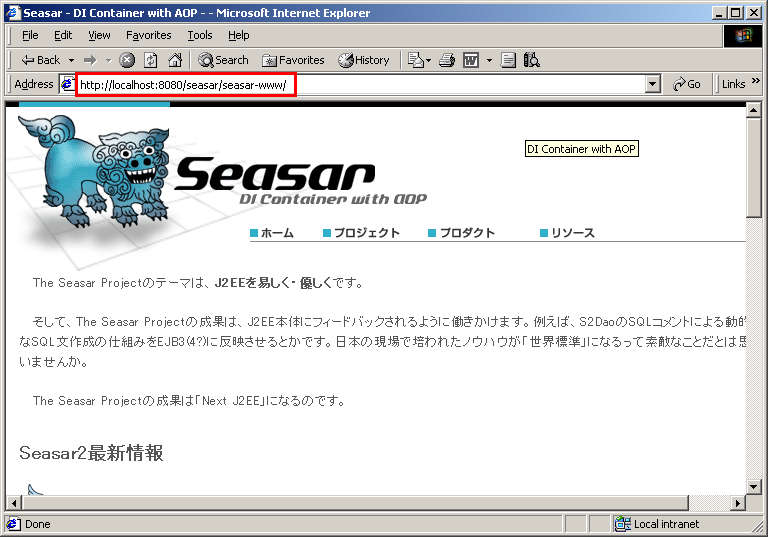 Seasar - DI Container with AOP - - Microsoft Internet Explorer
File Edit View Favorites Tools Help
Back Search Favorites History
Address http://localhost:8080/seasar/seasar-www/ Go Links »
DI Container with AOP
Seasar
DI Container with AOP
ホーム プロジェクト プロダクト リソース
The Seasar Projectのテーマは、J2EEを易しく・優しくです。
そして、The Seasar Projectの成果は、J2EE本体にフィードバックされるように働きかけます。例えば、S2DaoのSQLコメントによる動的
なSQL文作成の仕組みをEJB3(4?)に反映させるとかです。日本の現場で培われたノウハウが「世界標準」になるって素敵なことだとは思
いませんか。
The Seasar Projectの成果は「Next J2EE」になるのです。
Seasar2最新情報
Done Local intranet